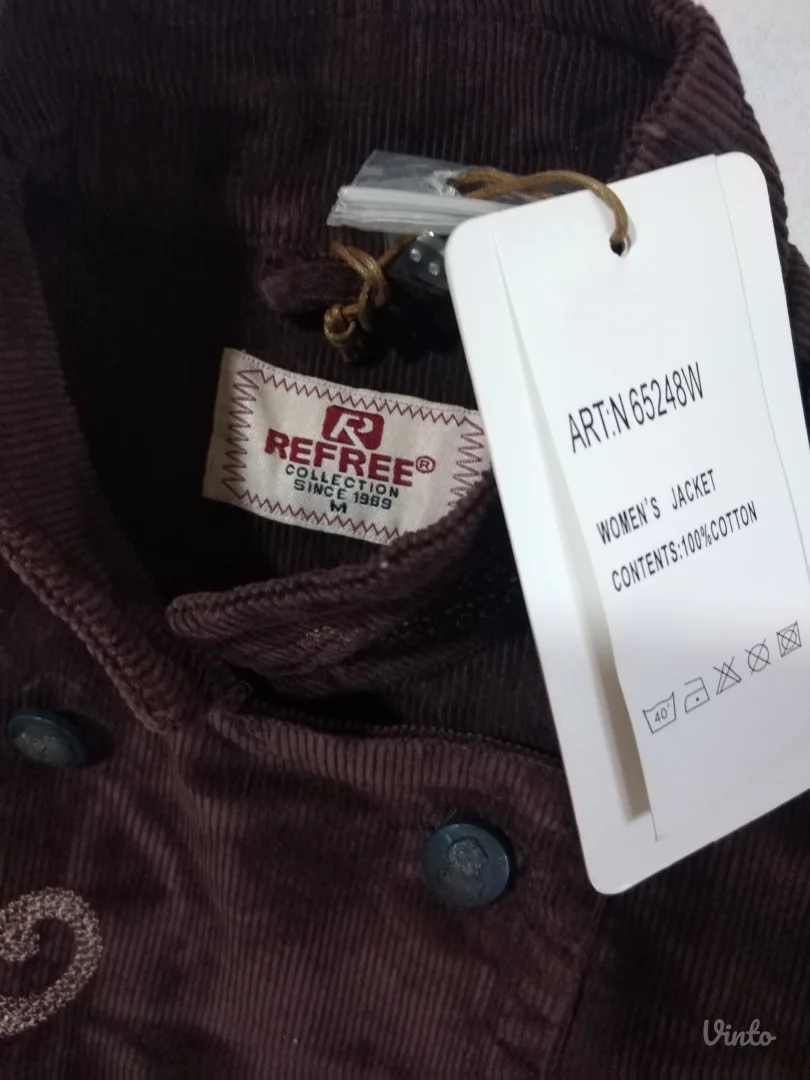 R
REFREE®
COLLECTION
SINCE 1989
M
ART:N 65248W
WOMEN'S JACKET
CONTENTS:100%COTTON
40°
Vinto